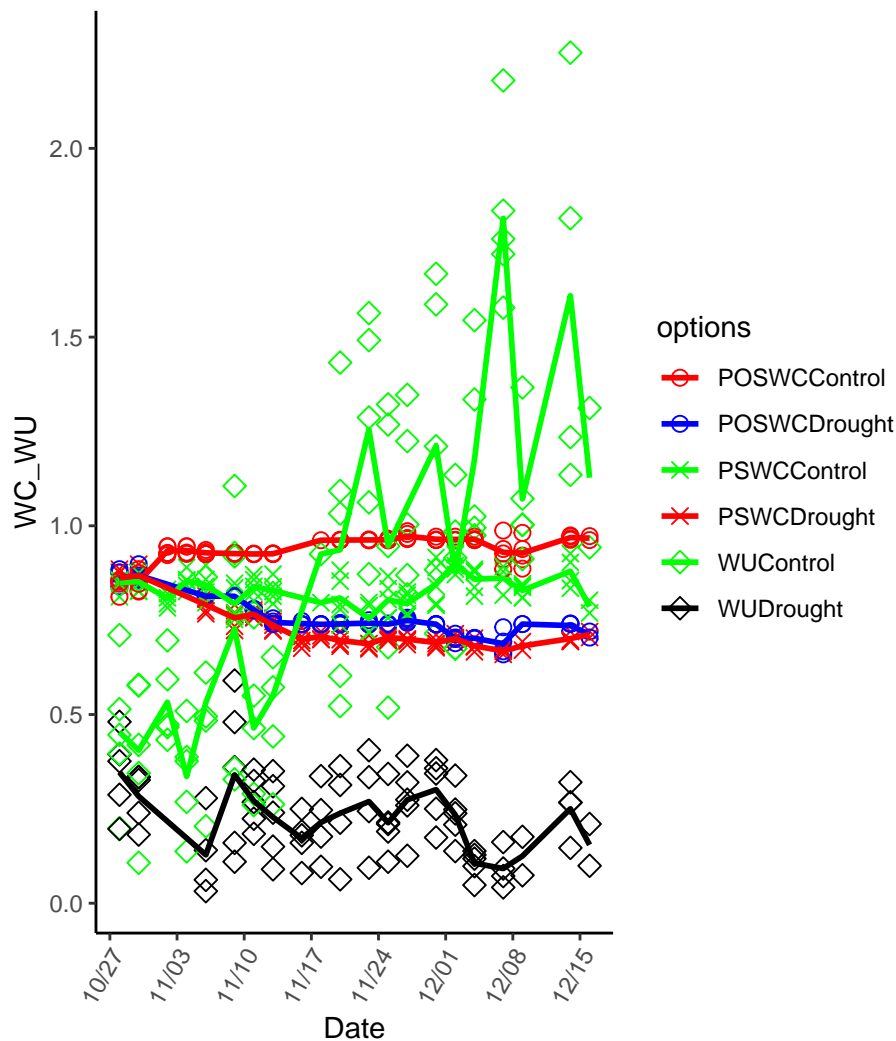 WC_WU
2.0
1.5
1.0
0.5
0.0
10/27
11/03
11/10
11/17
11/24
12/01
12/08
12/15
Date
options
POSWCControl
POSWCDrought
PSWCControl
PSWCDrought
WUControl
WUDrought